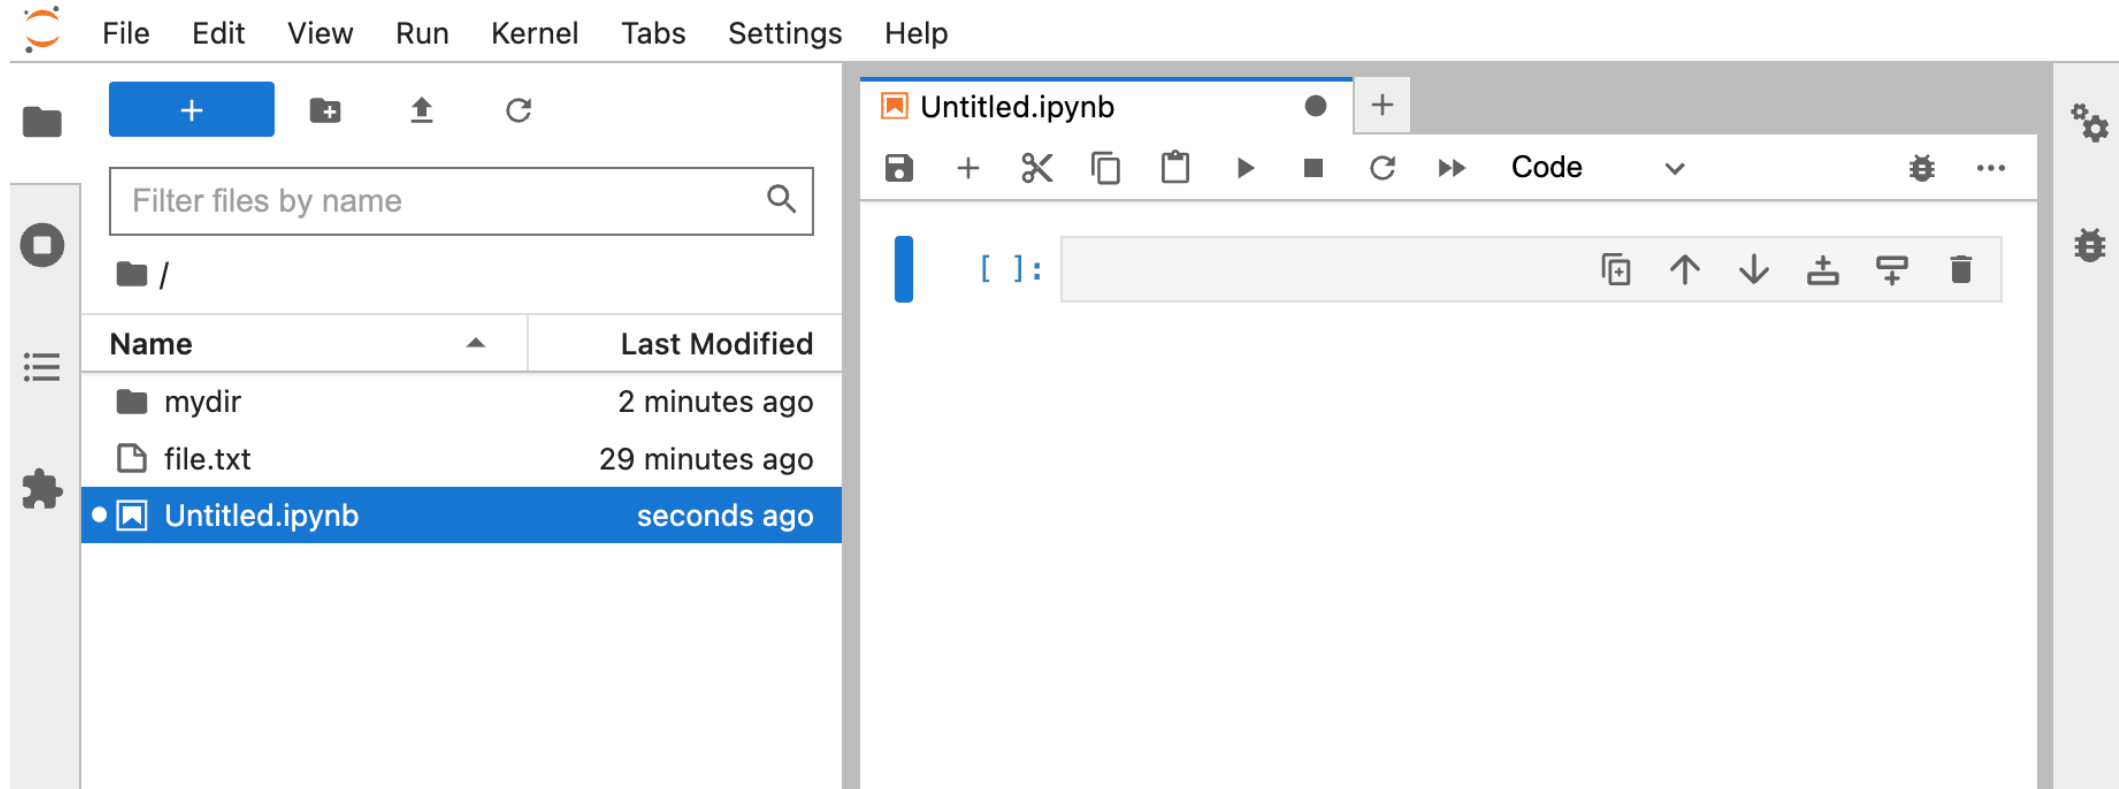 File Edit View Run Kernel Tabs Settings Help
Filter files by name
/
Name Last Modified
mydir 2 minutes ago
file.txt 29 minutes ago
Untitled.ipynb seconds ago
Untitled.ipynb
Code
[ ]: